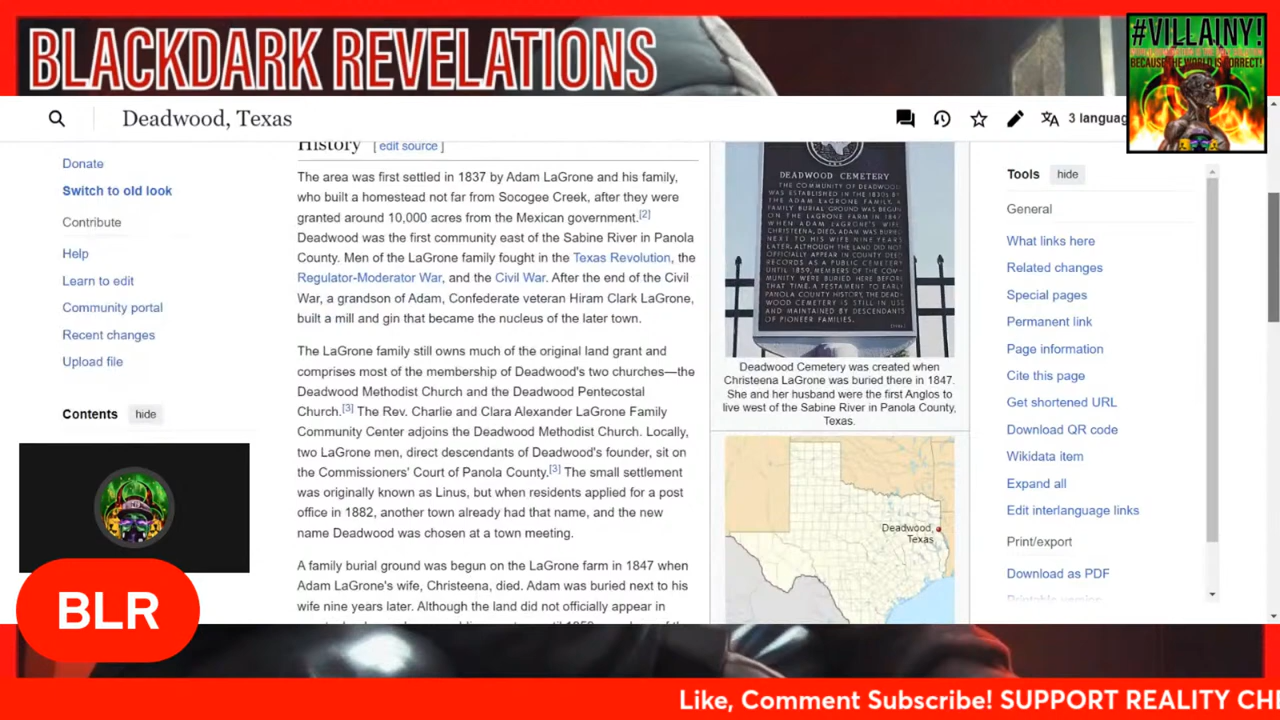 BLACKDARK REVELATIONS
#VILLAINY!
BECAUSE THE WORLD IS CORRECT!
Deadwood, Texas
3 languag
Donate
Switch to old look
Contribute
Help
Learn to edit
Community portal
Recent changes
Upload file
Contents hide
History [ edit source ]
The area was first settled in 1837 by Adam LaGrone and his family,
who built a homestead not far from Socogee Creek, after they were
granted around 10,000 acres from the Mexican government.[2]
Deadwood was the first community east of the Sabine River in Panola
County. Men of the LaGrone family fought in the Texas Revolution, the
Regulator-Moderator War, and the Civil War. After the end of the Civil
War, a grandson of Adam, Confederate veteran Hiram Clark LaGrone,
built a mill and gin that became the nucleus of the later town.
The LaGrone family still owns much of the original land grant and
comprises most of the membership of Deadwood's two churches—the
Deadwood Methodist Church and the Deadwood Pentecostal
Church.[3] The Rev. Charlie and Clara Alexander LaGrone Family
Community Center adjoins the Deadwood Methodist Church. Locally,
two LaGrone men, direct descendants of Deadwood's founder, sit on
the Commissioners' Court of Panola County.[3] The small settlement
was originally known as Linus, but when residents applied for a post
office in 1882, another town already had that name, and the new
name Deadwood was chosen at a town meeting.
A family burial ground was begun on the LaGrone farm in 1847 when
Adam LaGrone's wife, Christeena, died. Adam was buried next to his
wife nine years later. Although the land did not officially appear in
DEADWOOD CEMETERY
THE COMMUNITY OF DEADWOOD
WAS ESTABLISHED IN THE 1830s BY
THE ADAM LAGRONE FAMILY. A
FAMILY BURIAL GROUND WAS BEGUN
ON THE LAGRONE FARM IN 1847
WHEN ADAM LAGRONE'S WIFE,
CHRISTEENA, DIED. ADAM WAS BURIED
NEXT TO HIS WIFE NINE YEARS
LATER. ALTHOUGH THE LAND DID NOT
OFFICIALLY APPEAR IN COUNTY DEED
RECORDS AS A PUBLIC CEMETERY
UNTIL 1859, MEMBERS OF THE COM-
MUNITY WERE BURIED HERE BEFORE
THAT TIME. A TESTAMENT TO EARLY
PANOLA COUNTY HISTORY, THE DEAD-
WOOD CEMETERY IS STILL IN USE
AND MAINTAINED BY DESCENDANTS
OF PIONEER FAMILIES.
Deadwood Cemetery was created when
Christeena LaGrone was buried there in 1847.
She and her husband were the first Anglos to
live west of the Sabine River in Panola County,
Texas.
Deadwood,
Texas
Tools hide
General
What links here
Related changes
Special pages
Permanent link
Page information
Cite this page
Get shortened URL
Download QR code
Wikidata item
Expand all
Edit interlanguage links
Print/export
Download as PDF
Printable version
BLR
Like, Comment Subscribe! SUPPORT REALITY CH